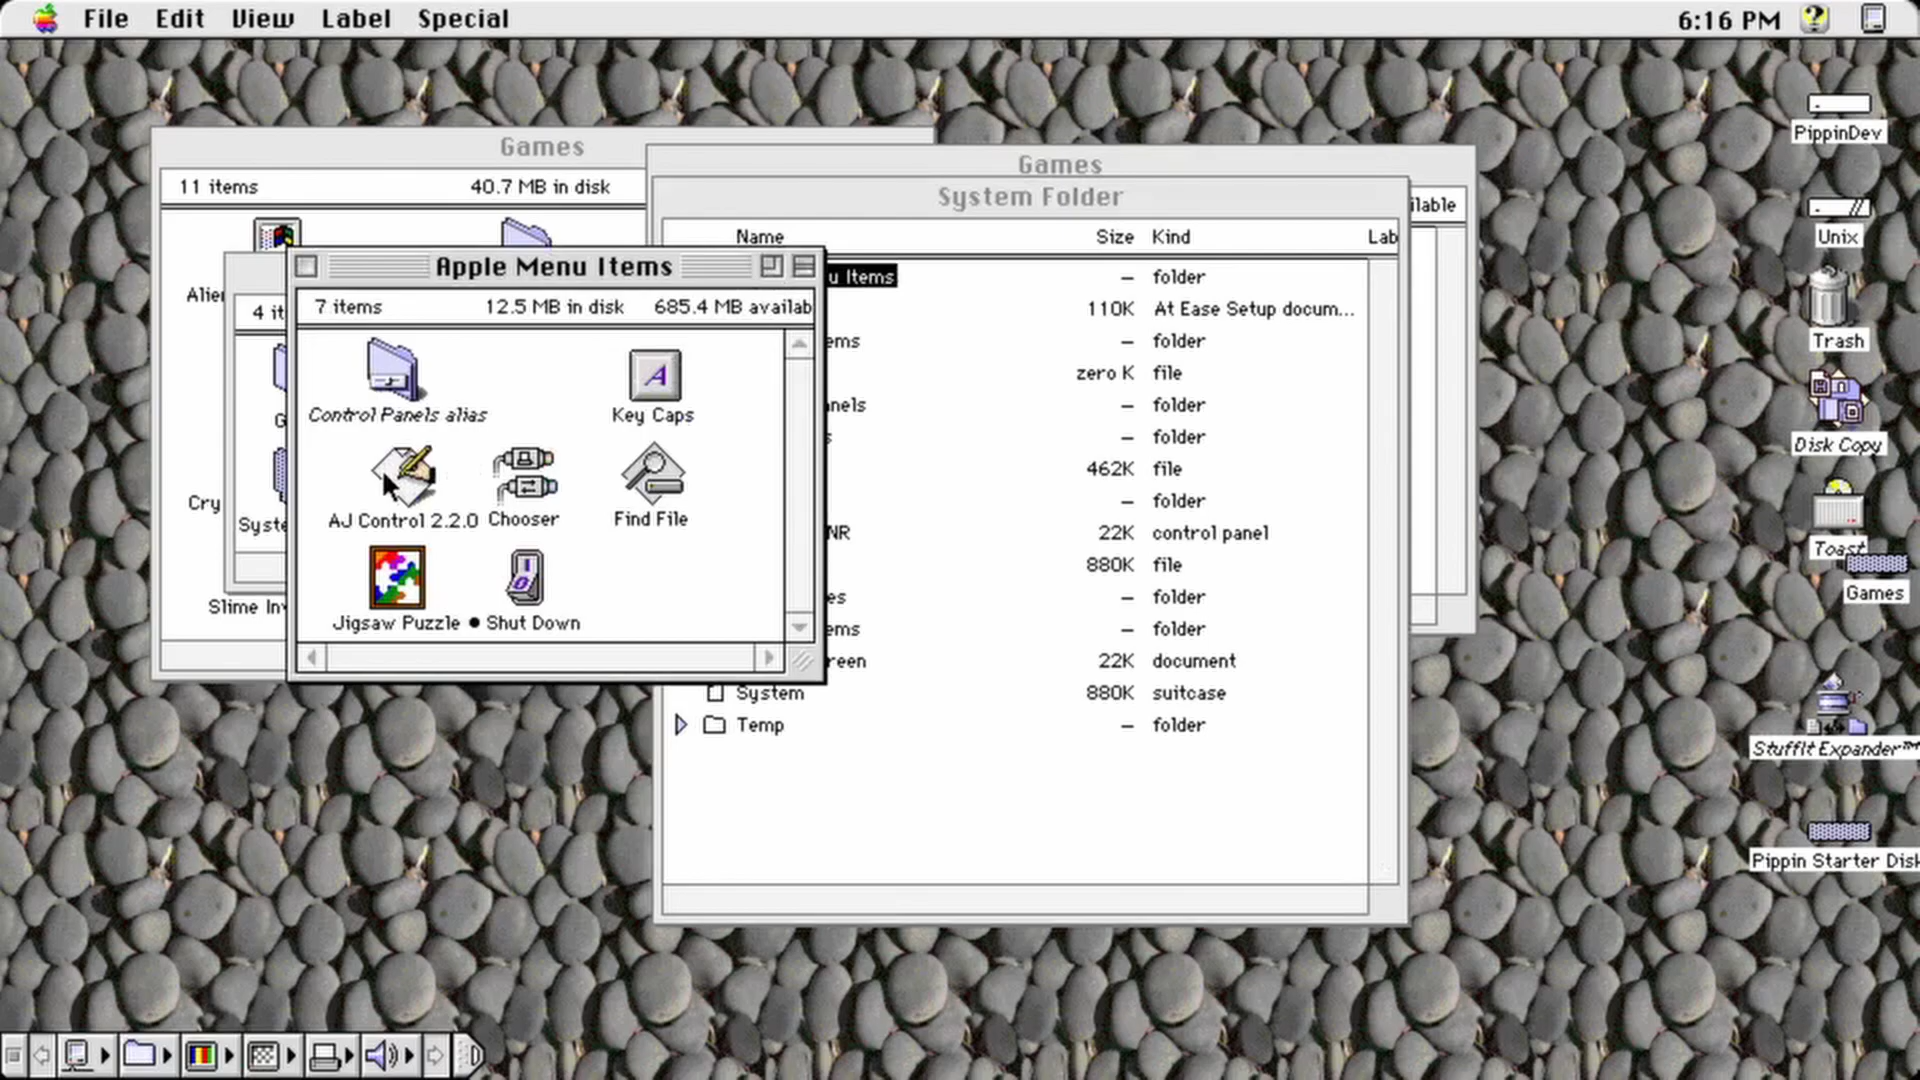 File Edit View Label Special 6:16 PM
PippinDev
Unix
Trash
Disk Copy
Toast
Games
StuffIt Expander™
Pippin Starter Disk
Games
11 items 40.7 MB in disk
Games
System Folder
Name Size Kind Lab
u Items – folder
110K At Ease Setup docum...
ems – folder
zero K file
nels – folder
s – folder
462K file
– folder
NR 22K control panel
880K file
es – folder
ems – folder
reen 22K document
System 880K suitcase
Temp – folder
ilable
Alien
Cry
Slime Inv
4 it
G
Syste
Apple Menu Items
7 items 12.5 MB in disk 685.4 MB availab
Control Panels alias Key Caps
AJ Control 2.2.0 Chooser Find File
Jigsaw Puzzle ● Shut Down